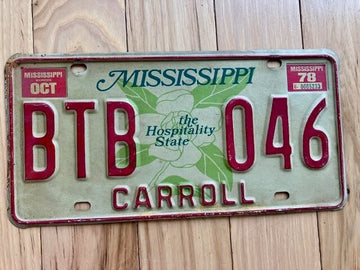 MISSISSIPPI
OCT
MISSISSIPPI
MISSISSIPPI
78
BTB 046
the
Hospitality
State
CARROLL